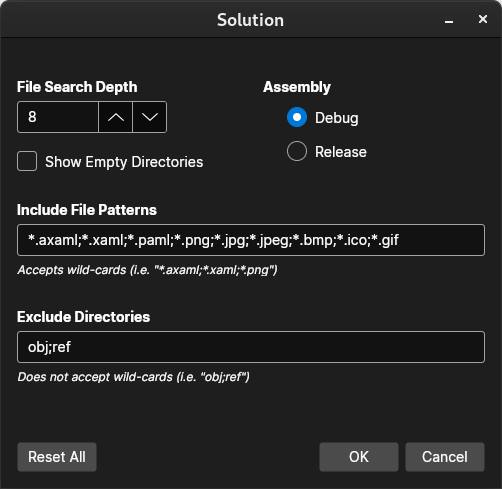 Solution
File Search Depth
Assembly
8
Debug
Show Empty Directories
Release
Include File Patterns
*.axaml;*.xaml;*.paml;*.png;*.jpg;*.jpeg;*.bmp;*.ico;*.gif
Accepts wild-cards (i.e. "*.axaml;*.xaml;*.png")
Exclude Directories
obj;ref
Does not accept wild-cards (i.e. "obj;ref")
Reset All
OK
Cancel